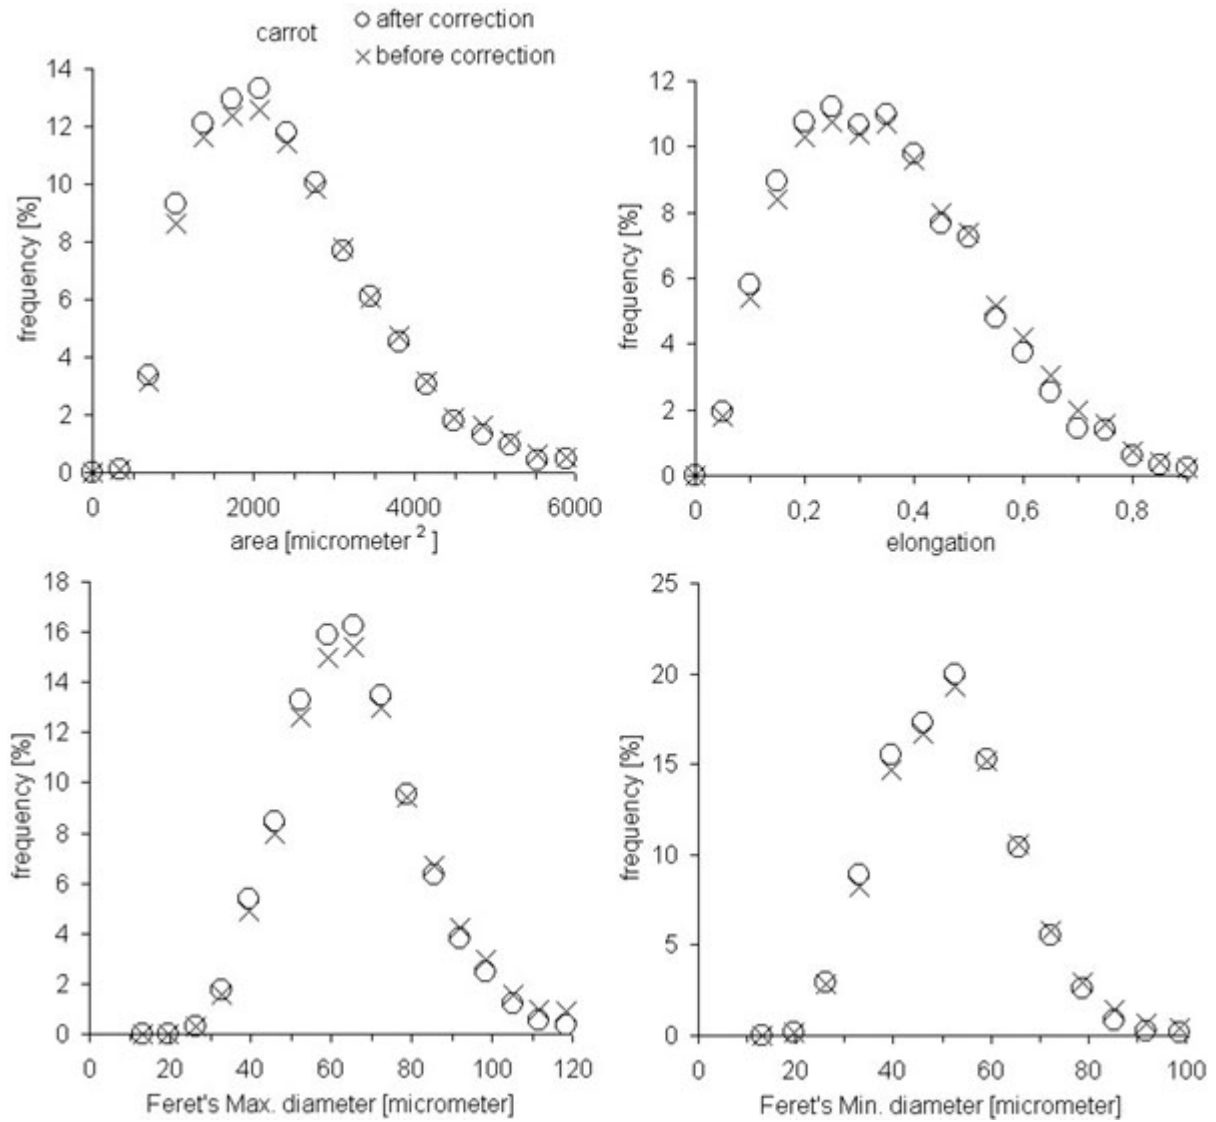 carrot
after correction
before correction
14
12
10
8
6
4
2
0
frequency [%]
0 2000 4000 6000
area [micrometer²]
12
10
8
6
4
2
0
frequency [%]
0 0,2 0,4 0,6 0,8
elongation
18
16
14
12
10
8
6
4
2
0
frequency [%]
0 20 40 60 80 100 120
Feret's Max. diameter [micrometer]
25
20
15
10
5
0
frequency [%]
0 20 40 60 80 100
Feret's Min. diameter [micrometer]